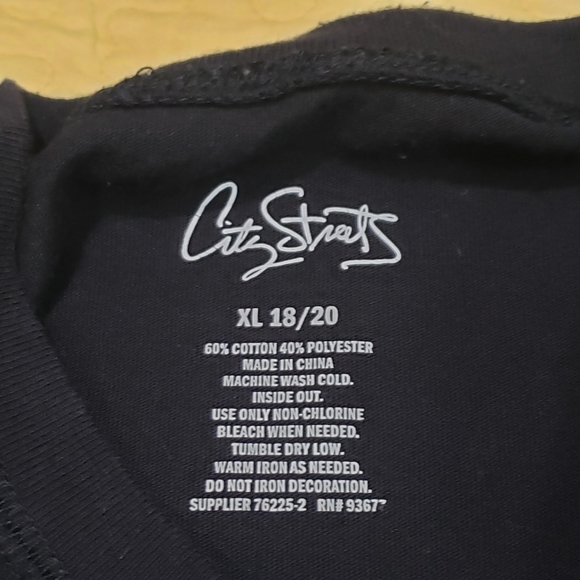 City Streets
XL 18/20
60% COTTON 40% POLYESTER
MADE IN CHINA
MACHINE WASH COLD.
INSIDE OUT.
USE ONLY NON-CHLORINE
BLEACH WHEN NEEDED.
TUMBLE DRY LOW.
WARM IRON AS NEEDED.
DO NOT IRON DECORATION.
SUPPLIER 76225-2 RN# 93677